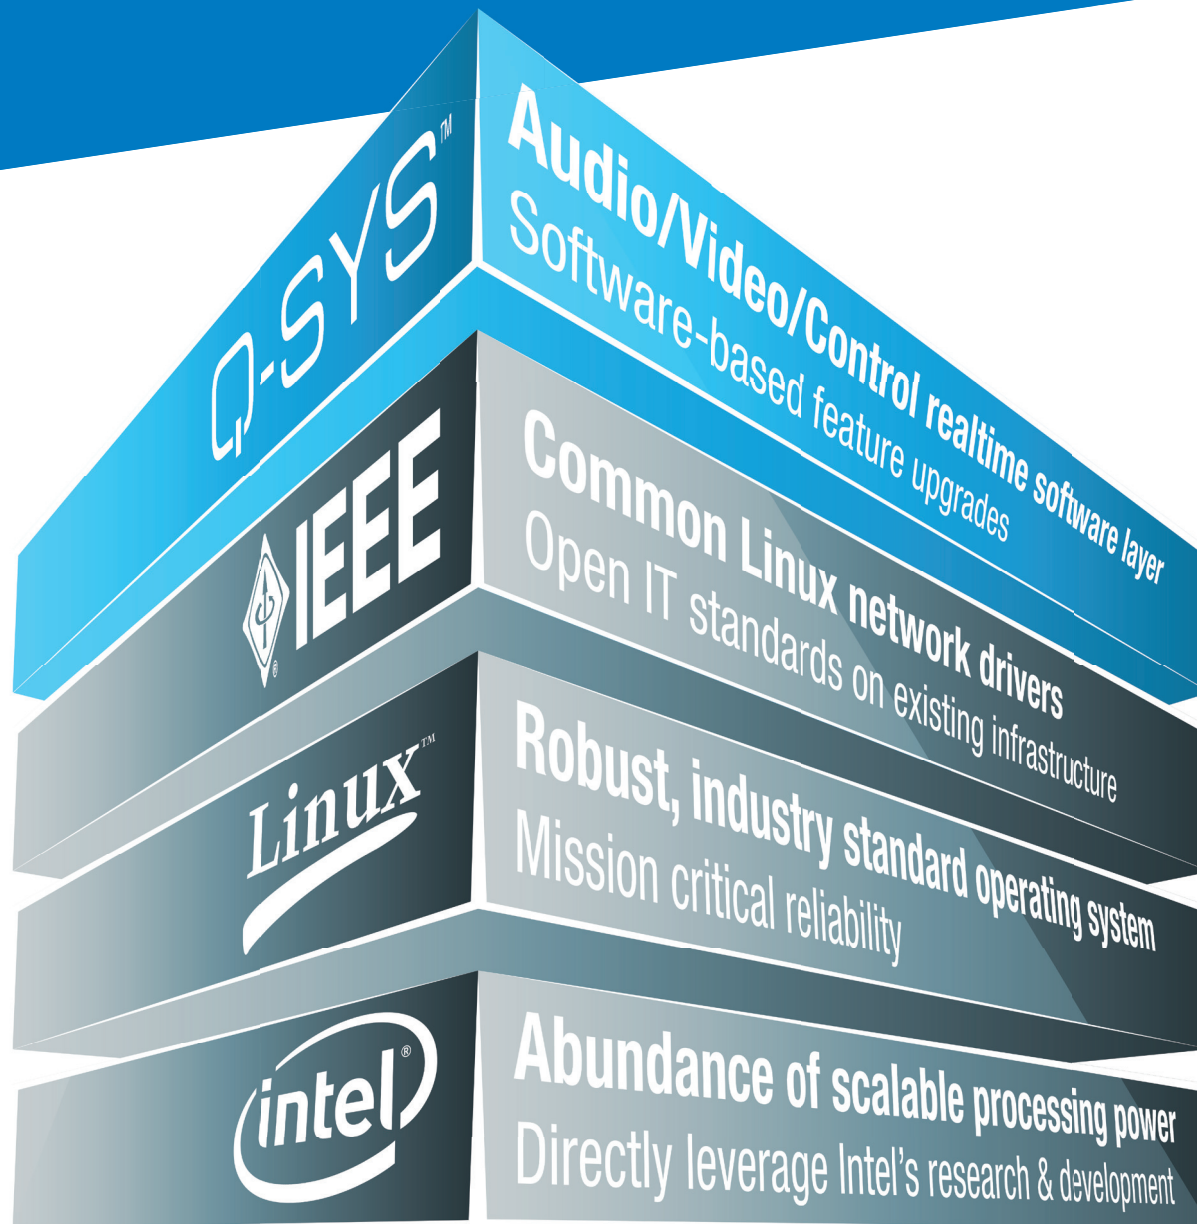 Q-SYS™
Audio/Video/Control realtime software layer
Software-based feature upgrades
IEEE®
Common Linux network drivers
Open IT standards on existing infrastructure
Linux™
Robust, industry standard operating system
Mission critical reliability
intel®
Abundance of scalable processing power
Directly leverage Intel's research & development